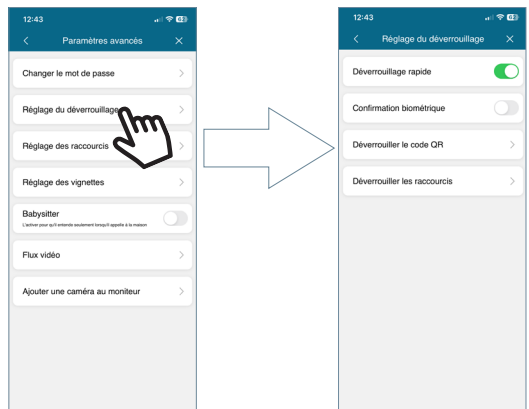 12:43
Paramètres avancés
Changer le mot de passe
Réglage du déverrouillage
Réglage des raccourcis
Réglage des vignettes
Babysitter
L'activer pour qu'il entende seulement lorsqu'il appelle à la maison
Flux vidéo
Ajouter une caméra au moniteur
12:43
Réglage du déverrouillage
Déverrouillage rapide
Confirmation biométrique
Déverrouiller le code QR
Déverrouiller les raccourcis